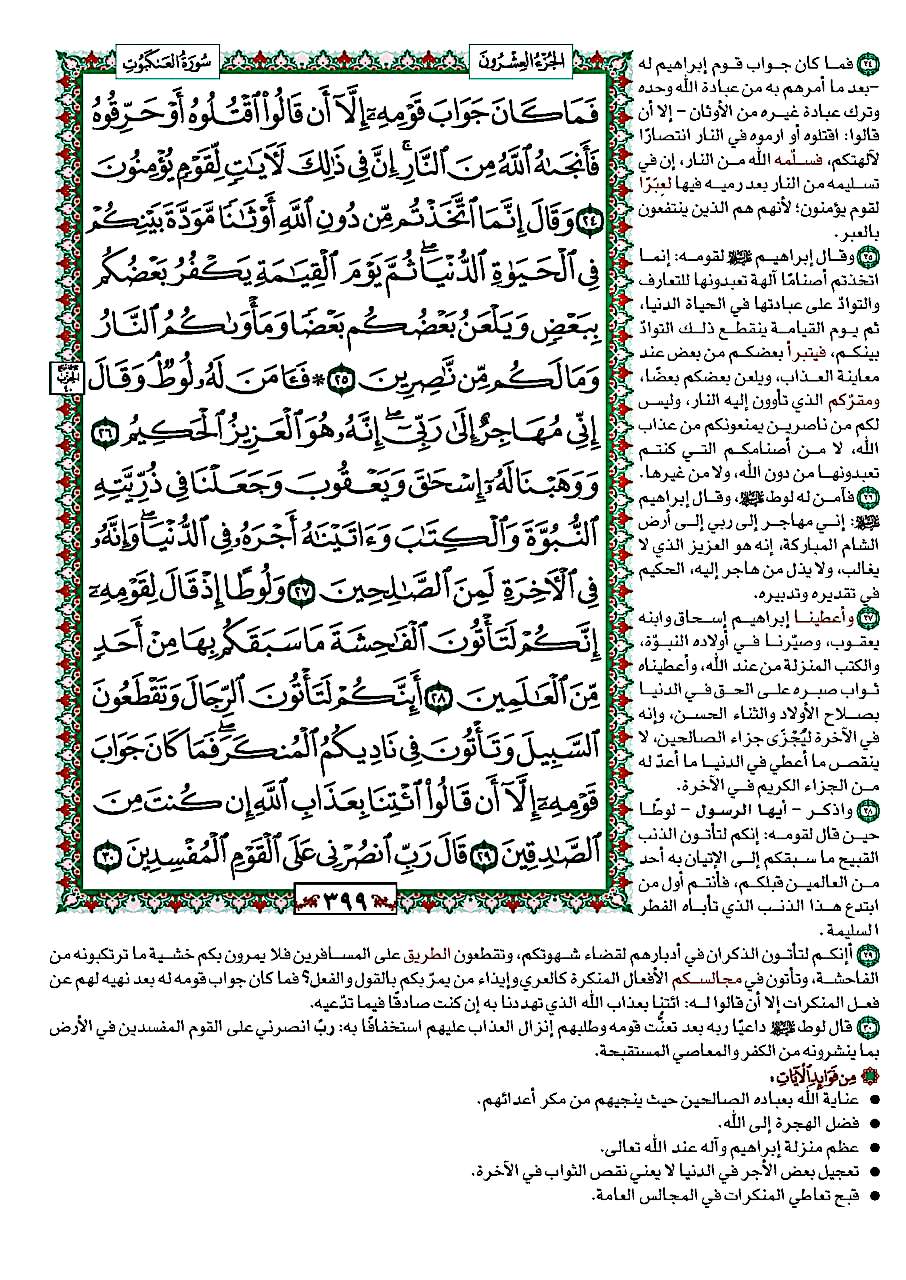 الجزء العشرون
سورة العنكبوت
فَمَا كَانَ جَوَابَ قَوْمِهِۦٓ إِلَّآ أَن قَالُوا۟ ٱقْتُلُوهُ أَوْ حَرِّقُوهُ
فَأَنجَىٰهُ ٱللَّهُ مِنَ ٱلنَّارِ ۚ إِنَّ فِى ذَٰلِكَ لَـَٔايَـٰتٍ لِّقَوْمٍ يُؤْمِنُونَ
٢٤ وَقَالَ إِنَّمَا ٱتَّخَذْتُم مِّن دُونِ ٱللَّهِ أَوْثَـٰنًا مَّوَدَّةَ بَيْنِكُمْ
فِى ٱلْحَيَوٰةِ ٱلدُّنْيَا ۖ ثُمَّ يَوْمَ ٱلْقِيَـٰمَةِ يَكْفُرُ بَعْضُكُم
بِبَعْضٍ وَيَلْعَنُ بَعْضُكُم بَعْضًا وَمَأْوَىٰكُمُ ٱلنَّارُ
وَمَا لَكُم مِّن نَّـٰصِرِينَ ٢٥ * فَـَٔامَنَ لَهُۥ لُوطٌ ۘ وَقَالَ
إِنِّى مُهَاجِرٌ إِلَىٰ رَبِّىٓ ۖ إِنَّهُۥ هُوَ ٱلْعَزِيزُ ٱلْحَكِيمُ ٢٦
وَوَهَبْنَا لَهُۥٓ إِسْحَـٰقَ وَيَعْقُوبَ وَجَعَلْنَا فِى ذُرِّيَّتِهِ
ٱلنُّبُوَّةَ وَٱلْكِتَـٰبَ وَءَاتَيْنَـٰهُ أَجْرَهُۥ فِى ٱلدُّنْيَا ۖ وَإِنَّهُۥ
فِى ٱلْـَٔاخِرَةِ لَمِنَ ٱلصَّـٰلِحِينَ ٢٧ وَلُوطًا إِذْ قَالَ لِقَوْمِهِۦٓ
إِنَّكُمْ لَتَأْتُونَ ٱلْفَـٰحِشَةَ مَا سَبَقَكُم بِهَا مِنْ أَحَدٍ
مِّنَ ٱلْعَـٰلَمِينَ ٢٨ أَئِنَّكُمْ لَتَأْتُونَ ٱلرِّجَالَ وَتَقْطَعُونَ
ٱلسَّبِيلَ وَتَأْتُونَ فِى نَادِيكُمُ ٱلْمُنكَرَ ۖ فَمَا كَانَ جَوَابَ
قَوْمِهِۦٓ إِلَّآ أَن قَالُوا۟ ٱئْتِنَا بِعَذَابِ ٱللَّهِ إِن كُنتَ مِنَ
ٱلصَّـٰدِقِينَ ٢٩ قَالَ رَبِّ ٱنصُرْنِى عَلَى ٱلْقَوْمِ ٱلْمُفْسِدِينَ ٣٠
٣٩٩
٢٤ فما كان جواب قوم إبراهيم له
-بعد ما أمرهم به من عبادة الله وحده
وترك عبادة غيره من الأوثان - إلا أن
قالوا: اقتلوه أو ارموه في النار انتصارًا
لآلهتكم، فسلّمه الله من النار، إن في
تسليمه من النار بعد رميه فيها لعِبَرًا
لقوم يؤمنون؛ لأنهم هم الذين ينتفعون
بالعبر.
٢٥ وقال إبراهيم ﷺ لقومه: إنما
اتخذتم أصنامًا آلهة تعبدونها للتعارف
والتوادّ على عبادتها في الحياة الدنيا،
ثم يوم القيامة ينقطع ذلك التوادّ
بينكم، فيتبرأ بعضكم من بعض عند
معاينة العذاب، ويلعن بعضكم بعضًا،
ومقرّكم الذي تأوون إليه النار، وليس
لكم من ناصرين يمنعونكم من عذاب
الله، لا من أصنامكم التي كنتم
تعبدونها من دون الله، ولا من غيرها.
٢٦ فآمن له لوط ﷺ، وقال إبراهيم
ﷺ: إني مهاجر إلى ربي إلى أرض
الشام المباركة، إنه هو العزيز الذي لا
يغالب، ولا يذل من هاجر إليه، الحكيم
في تقديره وتدبيره.
٢٧ وأعطينا إبراهيم إسحاق وابنه
يعقوب، وصيّرنا في أولاده النبوّة،
والكتب المنزلة من عند الله، وأعطيناه
ثواب صبره على الحق في الدنيا
بصلاح الأولاد والثناء الحسن، وإنه
في الآخرة ليُجْزَى جزاء الصالحين، لا
ينقص ما أعطي في الدنيا ما أعدّ له
من الجزاء الكريم في الآخرة.
٢٨ واذكر - أيها الرسول - لوطًا
حين قال لقومه: إنكم لتأتون الذنب
القبيح ما سبقكم إلى الإتيان به أحد
من العالمين قبلكم، فأنتم أول من
ابتدع هذا الذنب الذي تأباه الفطر
السليمة.
٢٩ أإنكم لتأتون الذكران في أدبارهم لقضاء شهوتكم، وتقطعون الطريق على المسافرين فلا يمرون بكم خشية ما ترتكبونه من
الفاحشة، وتأتون في مجالسكم الأفعال المنكرة كالعري وإيذاء من يمرّ بكم بالقول والفعل؟ فما كان جواب قومه له بعد نهيه لهم عن
فعل المنكرات إلا أن قالوا له: ائتنا بعذاب الله الذي تهددنا به إن كنت صادقًا فيما تدّعيه.
٣٠ قال لوط ﷺ داعيًا ربه بعد تعنُّت قومه وطلبهم إنزال العذاب عليهم استخفافًا به: ربّ انصرني على القوم المفسدين في الأرض
بما ينشرونه من الكفر والمعاصي المستقبحة.
من فوائد الآيات:
● عناية الله بعباده الصالحين حيث ينجيهم من مكر أعدائهم.
● فضل الهجرة إلى الله.
● عظم منزلة إبراهيم وآله عند الله تعالى.
● تعجيل بعض الأجر في الدنيا لا يعني نقص الثواب في الآخرة.
● قبح تعاطي المنكرات في المجالس العامة.